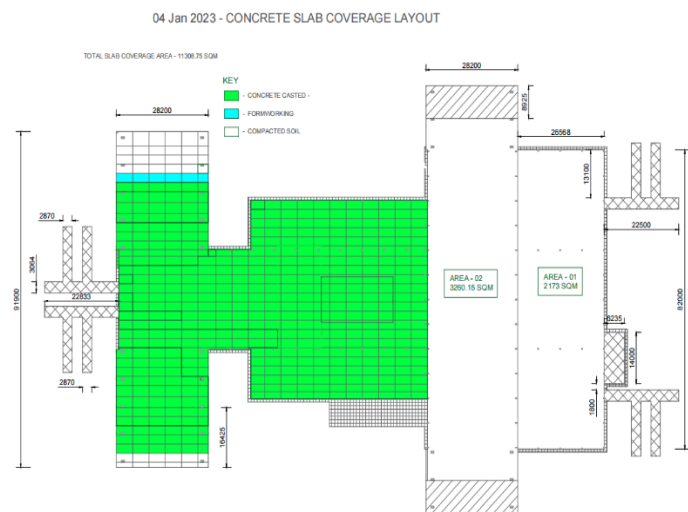 04 Jan 2023 - CONCRETE SLAB COVERAGE LAYOUT
TOTAL SLAB COVERAGE AREA - 11308.75 SQM
KEY
- CONCRETE CASTED -
- FORMWORKING
- COMPACTED SOIL
28200
28200
8925
26568
13100
2870
3064
22833
91900
2870
16425
AREA - 02
3260.15 SQM
AREA - 01
2173 SQM
22500
6235
14000
1800
82000